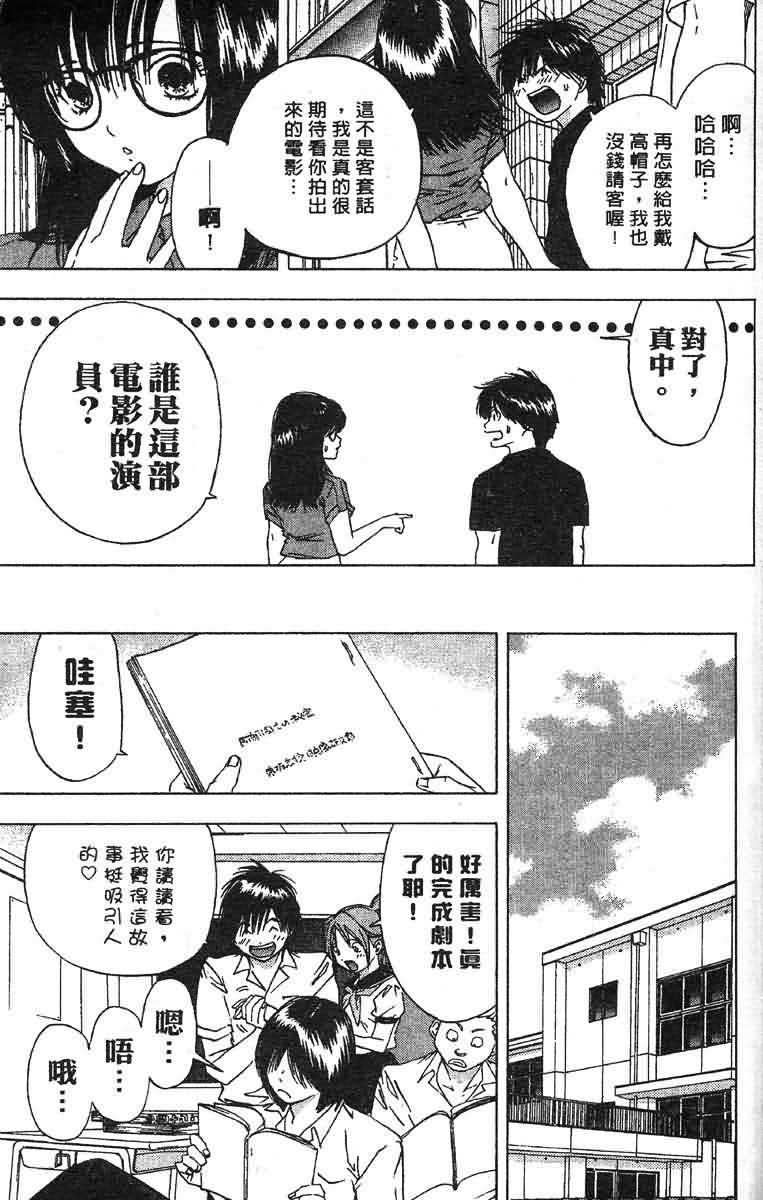 啊⋯
哈哈哈⋯
再怎麼給我戴
高帽子，我也
沒錢請客喔！
這不是客套話
，我是真的很
期待看你拍出
來的電影⋯
——啊！
對了，
真中。
誰是這部
電影的演
員？
哇塞！
好厲害！真
的完成劇本
了耶！
你讀讀看，
我覺得這故
事挺吸引人
的♡
嗯⋯
唔⋯
哦⋯